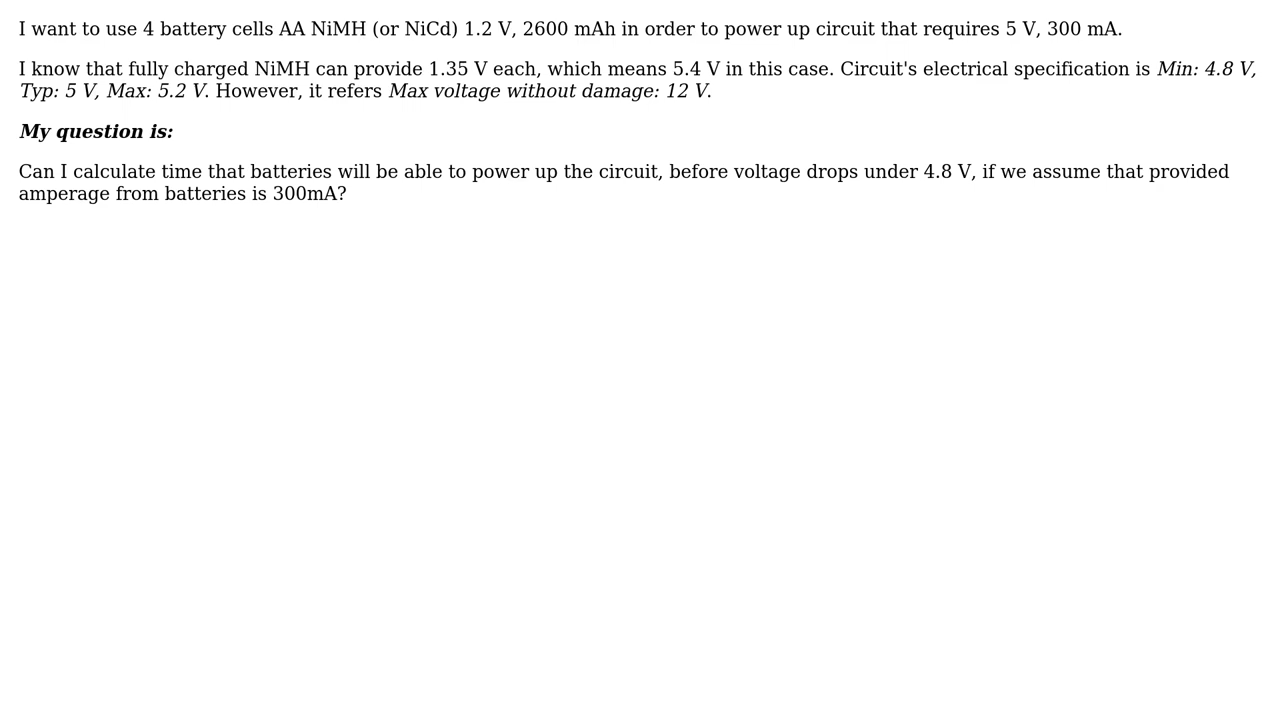 I want to use 4 battery cells AA NiMH (or NiCd) 1.2 V, 2600 mAh in order to power up circuit that requires 5 V, 300 mA.
I know that fully charged NiMH can provide 1.35 V each, which means 5.4 V in this case. Circuit's electrical specification is Min: 4.8 V,
Typ: 5 V, Max: 5.2 V. However, it refers Max voltage without damage: 12 V.
My question is:
Can I calculate time that batteries will be able to power up the circuit, before voltage drops under 4.8 V, if we assume that provided
amperage from batteries is 300mA?